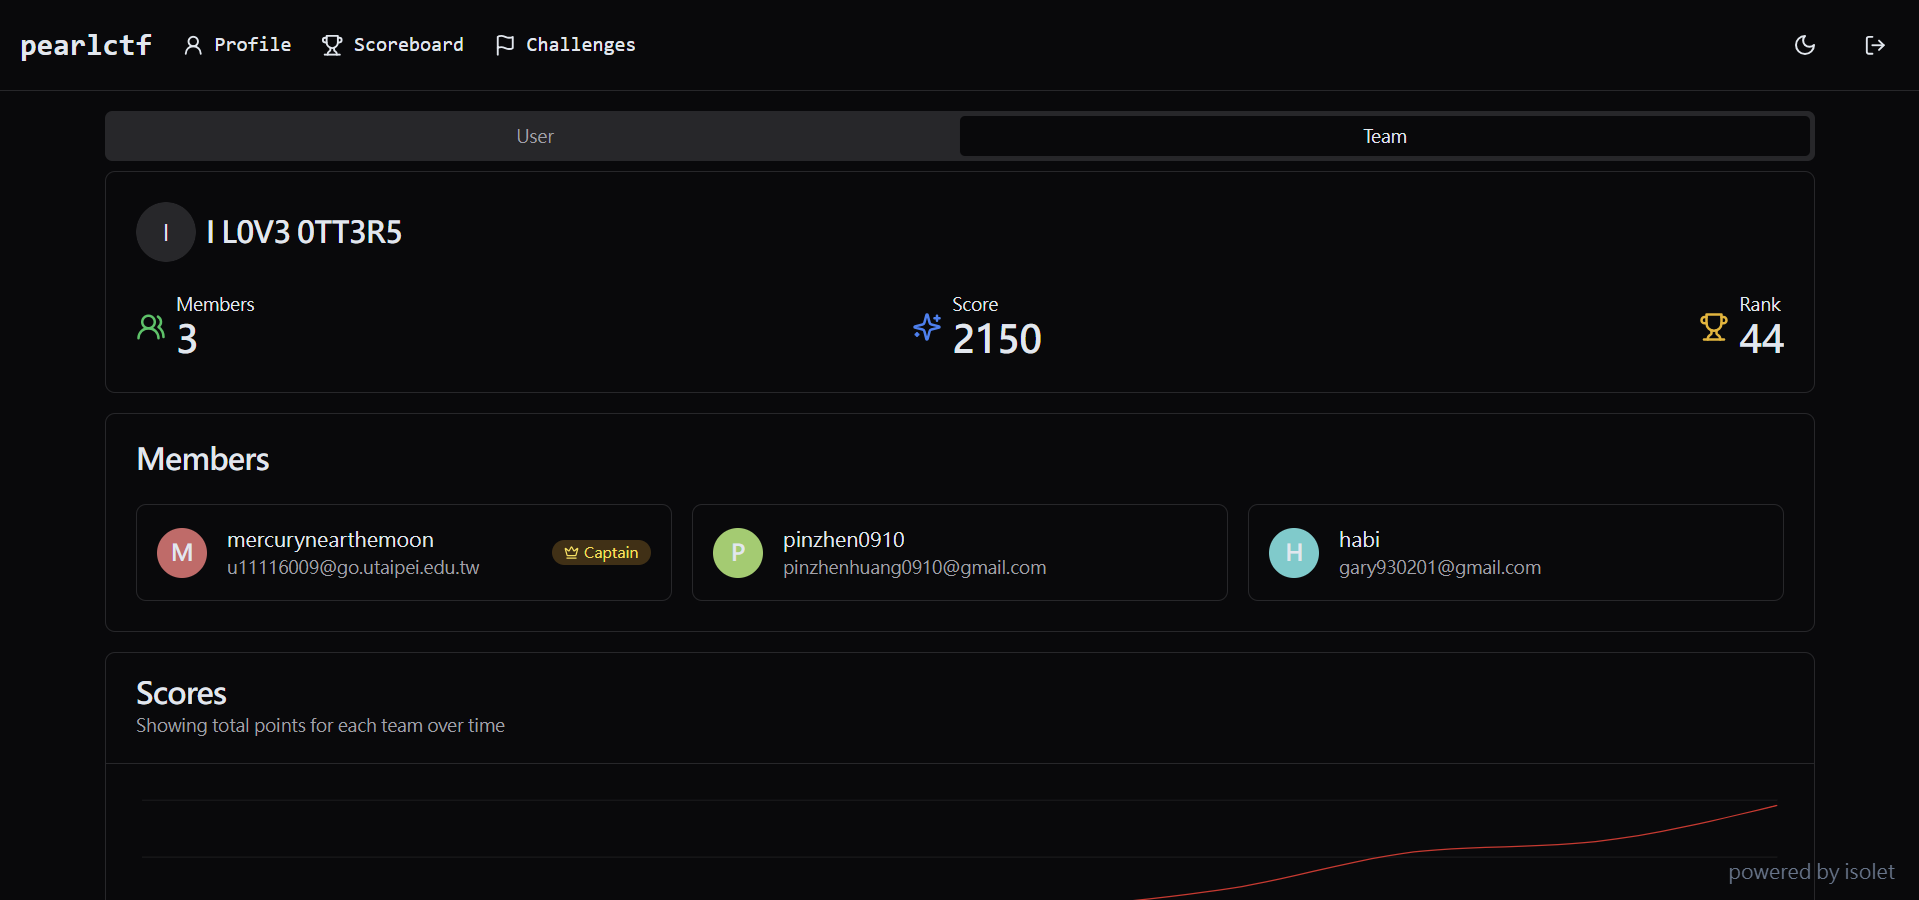 pearlctf Profile Scoreboard Challenges
User Team
I I L0V3 0TT3R5
Members Score Rank
3 2150 44
Members
M mercurynearthemoon Captain
u11116009@go.utaipei.edu.tw
P pinzhen0910
pinzhenhuang0910@gmail.com
H habi
gary930201@gmail.com
Scores
Showing total points for each team over time
powered by isolet